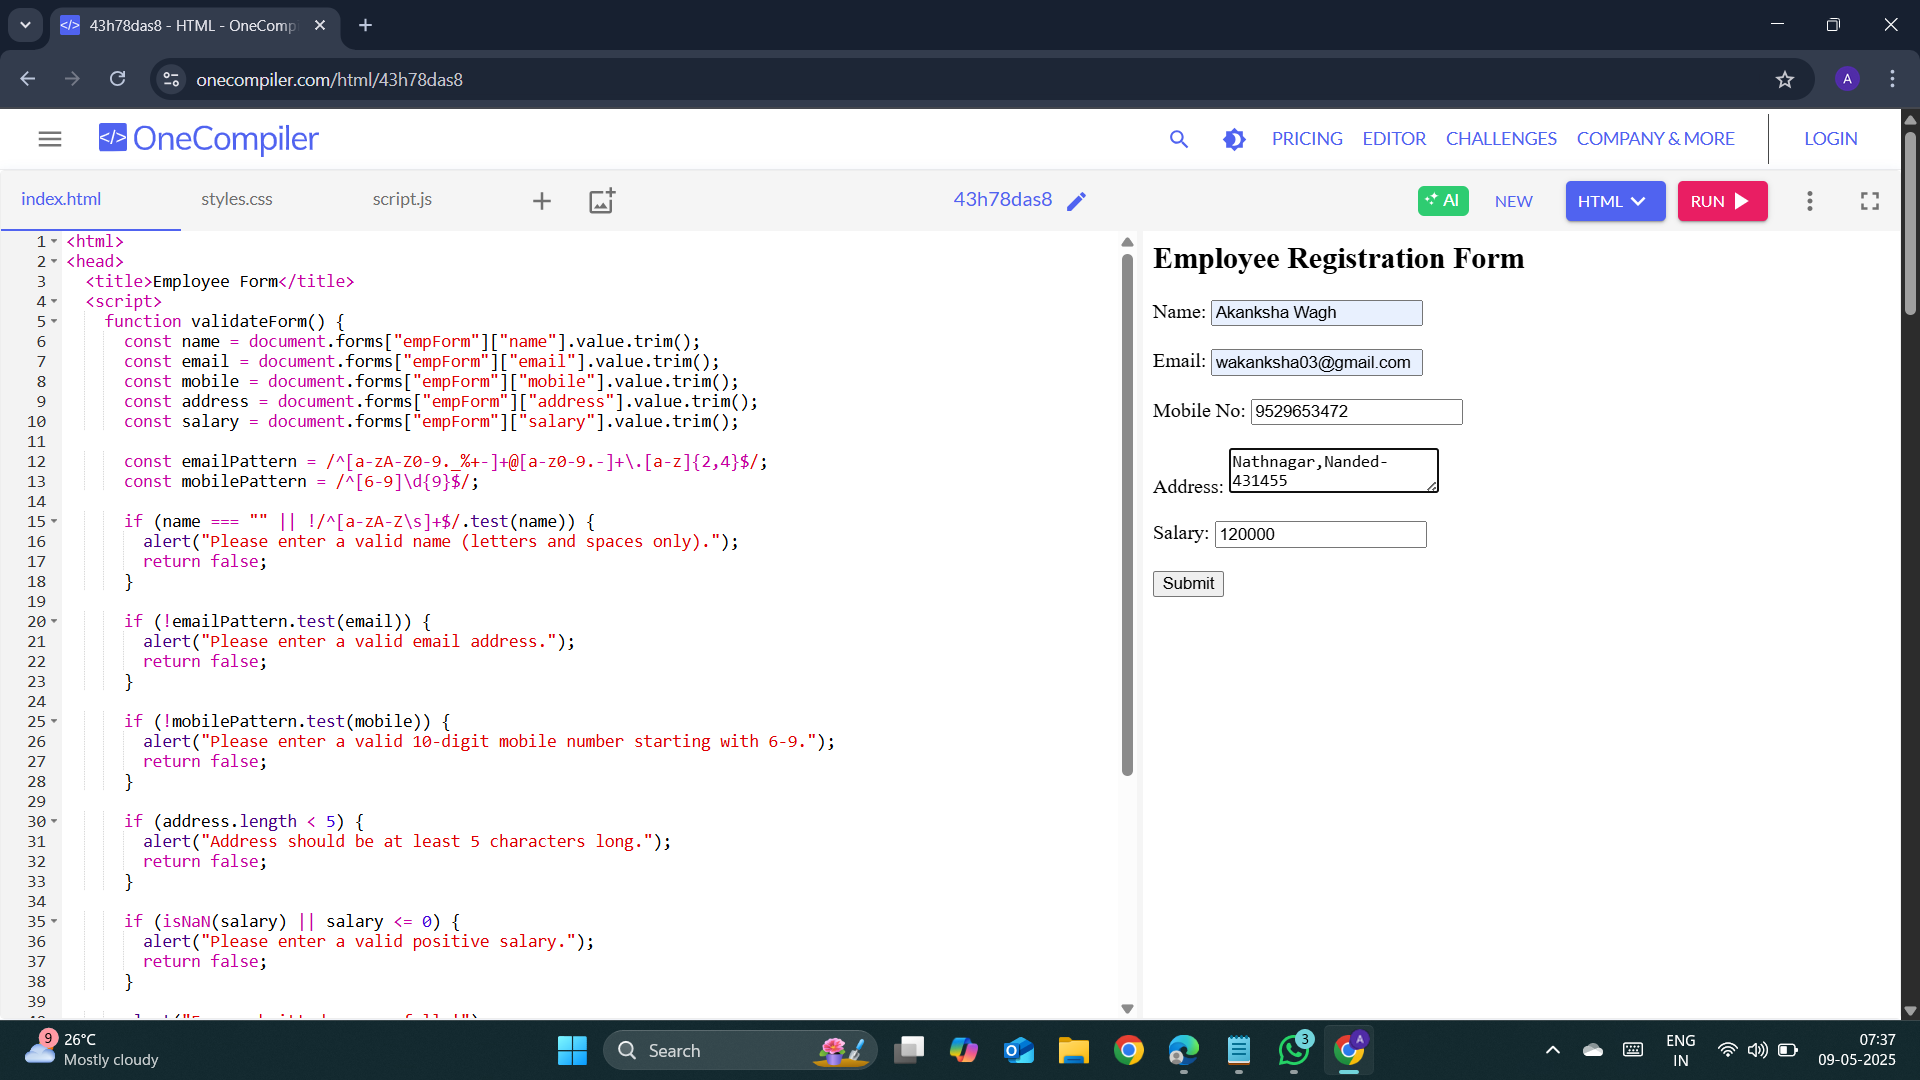 43h78das8 - HTML - OneComp
onecompiler.com/html/43h78das8
A
OneCompiler
PRICING
EDITOR
CHALLENGES
COMPANY & MORE
LOGIN
index.html
styles.css
script.js
43h78das8
AI
NEW
HTML
RUN
1 <html>
2 <head>
3 <title>Employee Form</title>
4 <script>
5 function validateForm() {
6 const name = document.forms["empForm"]["name"].value.trim();
7 const email = document.forms["empForm"]["email"].value.trim();
8 const mobile = document.forms["empForm"]["mobile"].value.trim();
9 const address = document.forms["empForm"]["address"].value.trim();
10 const salary = document.forms["empForm"]["salary"].value.trim();
11
12 const emailPattern = /^[a-zA-Z0-9._%+-]+@[a-z0-9.-]+\.[a-z]{2,4}$/;
13 const mobilePattern = /^[6-9]\d{9}$/;
14
15 if (name === "" || !/^[a-zA-Z\s]+$/.test(name)) {
16 alert("Please enter a valid name (letters and spaces only).");
17 return false;
18 }
19
20 if (!emailPattern.test(email)) {
21 alert("Please enter a valid email address.");
22 return false;
23 }
24
25 if (!mobilePattern.test(mobile)) {
26 alert("Please enter a valid 10-digit mobile number starting with 6-9.");
27 return false;
28 }
29
30 if (address.length < 5) {
31 alert("Address should be at least 5 characters long.");
32 return false;
33 }
34
35 if (isNaN(salary) || salary <= 0) {
36 alert("Please enter a valid positive salary.");
37 return false;
38 }
39
Employee Registration Form
Name: Akanksha Wagh
Email: wakanksha03@gmail.com
Mobile No: 9529653472
Address: Nathnagar,Nanded-
431455
Salary: 120000
Submit
9
26°C
Mostly cloudy
Search
3
A
ENG
IN
07:37
09-05-2025